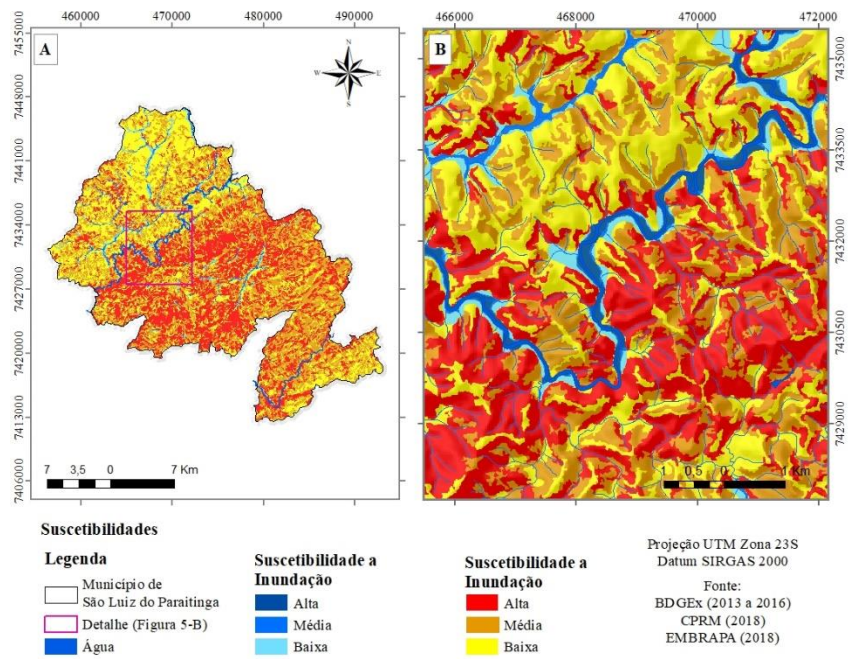 460000 470000 480000 490000
466000 468000 470000 472000
A
N
W E
S
B
7455000
7448000
7441000
7434000
7427000
7420000
7413000
7406000
7435000
7433500
7432000
7430500
7429000
7 3,5 0 7 Km
1 0,5 0 1 Km
Suscetibilidades
Legenda
Município de
São Luiz do Paraitinga
Detalhe (Figura 5-B)
Água
Suscetibilidade a
Inundação
Alta
Média
Baixa
Suscetibilidade a
Inundação
Alta
Média
Baixa
Projeção UTM Zona 23S
Datum SIRGAS 2000
Fonte:
BDGEx (2013 a 2016)
CPRM (2018)
EMBRAPA (2018)